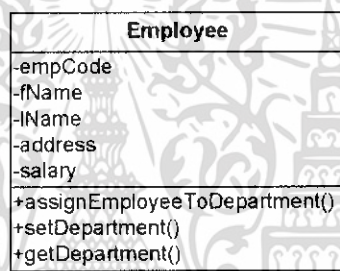 Employee
-empCode
-fName
-lName
-address
-salary
+assignEmployeeToDepartment()
+setDepartment()
+getDepartment()